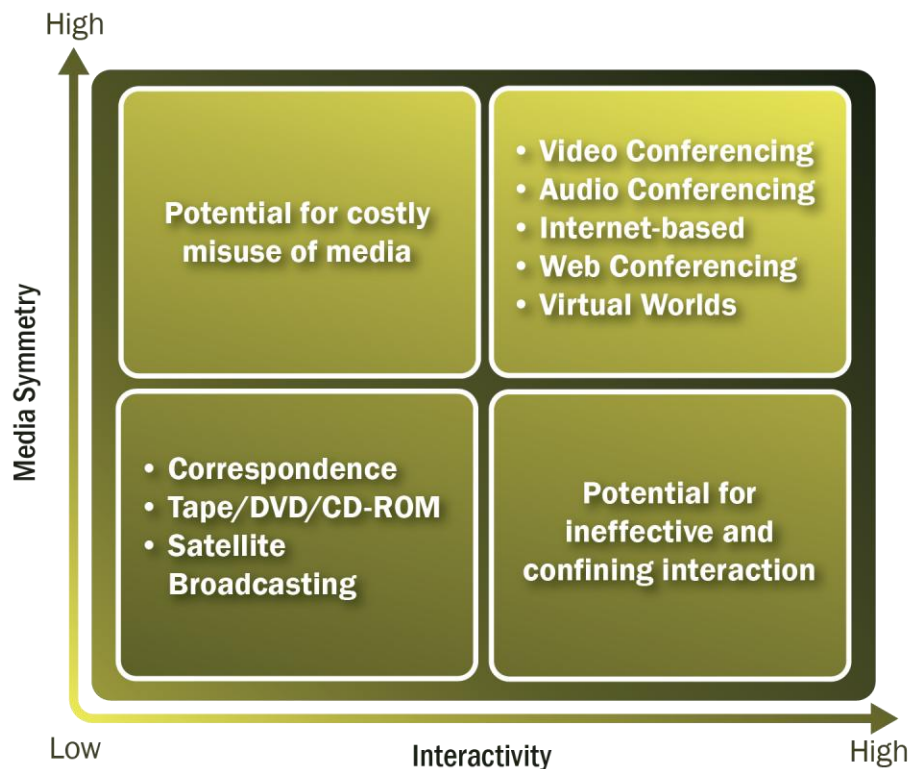 High
Media Symmetry
Potential for costly
misuse of media
• Video Conferencing
• Audio Conferencing
• Internet-based
• Web Conferencing
• Virtual Worlds
• Correspondence
• Tape/DVD/CD-ROM
• Satellite
Broadcasting
Potential for
ineffective and
confining interaction
Low
Interactivity
High